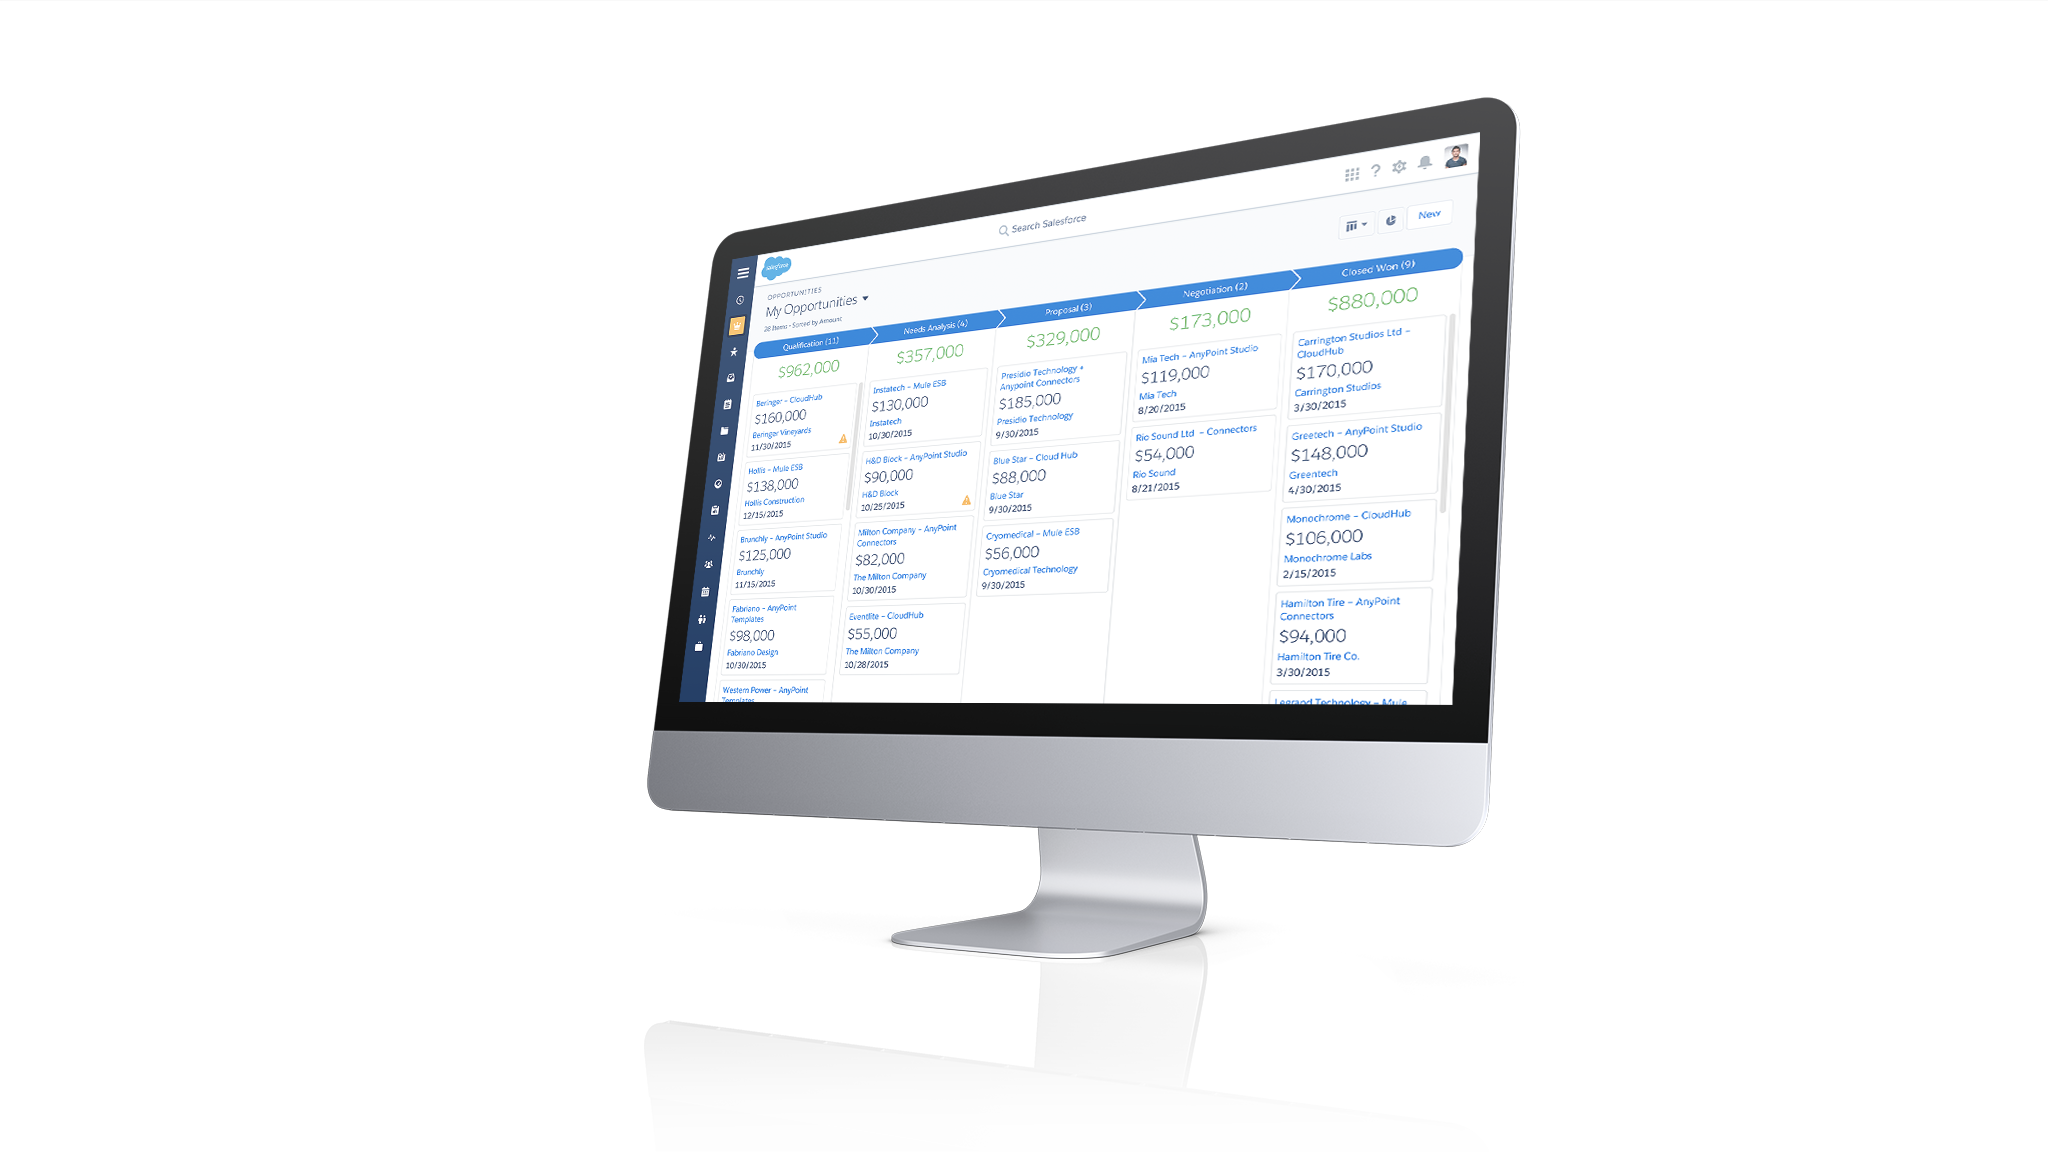 Search Salesforce
salesforce
New
OPPORTUNITIES
My Opportunities
28 Items • Sorted by Amount
Qualification (11)
$962,000
Beringer – CloudHub
$160,000
Beringer Vineyards
11/30/2015
Hollis – Mule ESB
$138,000
Hollis Construction
12/15/2015
Brunchly – AnyPoint Studio
$125,000
Brunchly
11/15/2015
Fabriano – AnyPoint
Templates
$98,000
Fabriano Design
10/30/2015
Western Power – AnyPoint
Templates
Needs Analysis (4)
$357,000
Instatech – Mule ESB
$130,000
Instatech
10/30/2015
H&D Block – AnyPoint Studio
$90,000
H&D Block
10/25/2015
Milton Company – AnyPoint
Connectors
$82,000
The Milton Company
10/30/2015
Eventlite – CloudHub
$55,000
The Milton Company
10/28/2015
Proposal (3)
$329,000
Presidio Technology •
Anypoint Connectors
$185,000
Presidio Technology
9/30/2015
Blue Star – Cloud Hub
$88,000
Blue Star
9/30/2015
Cryomedical – Mule ESB
$56,000
Cryomedical Technology
9/30/2015
Negotiation (2)
$173,000
Mia Tech – AnyPoint Studio
$119,000
Mia Tech
8/20/2015
Rio Sound Ltd – Connectors
$54,000
Rio Sound
8/21/2015
Closed Won (9)
$880,000
Carrington Studios Ltd –
CloudHub
$170,000
Carrington Studios
3/30/2015
Greetech – AnyPoint Studio
$148,000
Greentech
4/30/2015
Monochrome – CloudHub
$106,000
Monochrome Labs
2/15/2015
Hamilton Tire – AnyPoint
Connectors
$94,000
Hamilton Tire Co.
3/30/2015
Legrand Technology – Mule